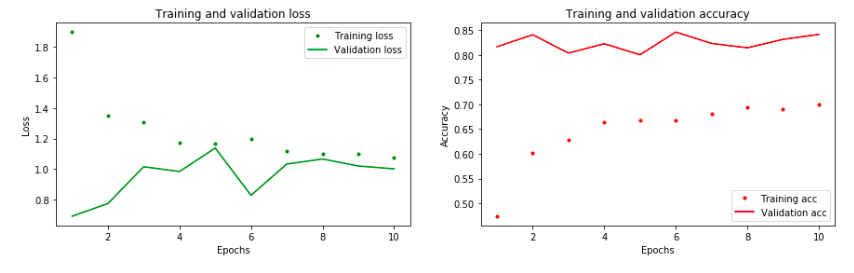 Training and validation loss
Training loss
Validation loss
1.8
1.6
1.4
1.2
1.0
0.8
Loss
2 4 6 8 10
Epochs
Training and validation accuracy
0.85
0.80
0.75
0.70
0.65
0.60
0.55
0.50
Accuracy
Training acc
Validation acc
2 4 6 8 10
Epochs